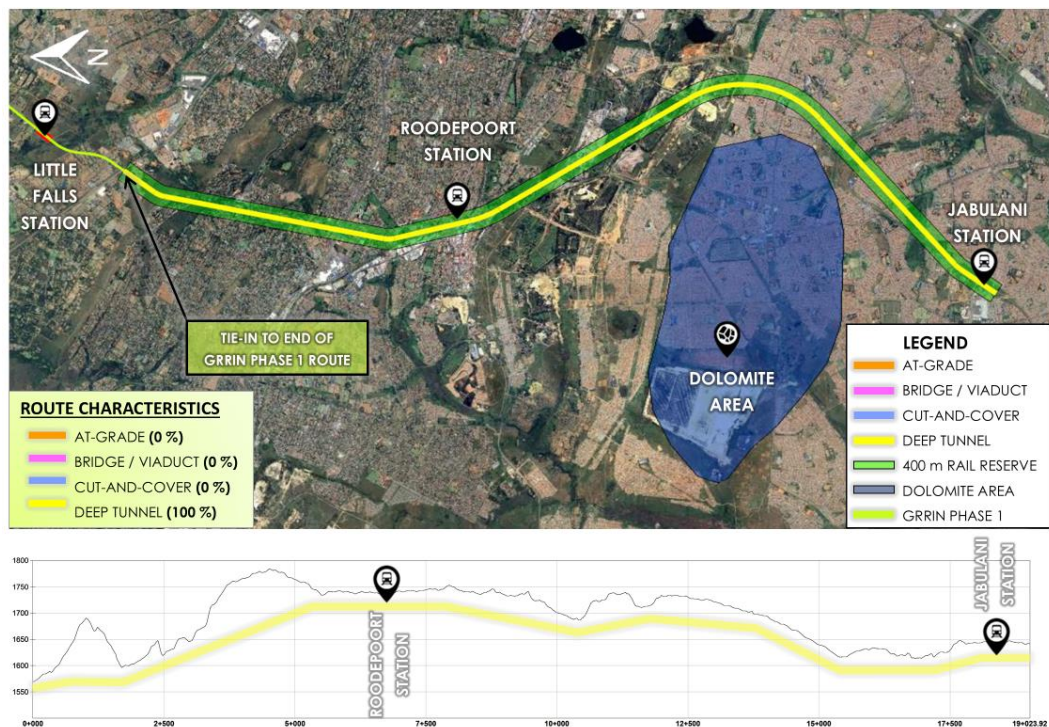 N
LITTLE
FALLS
STATION
ROODEPOORT
STATION
JABULANI
STATION
TIE-IN TO END OF
GRRIN PHASE 1 ROUTE
DOLOMITE
AREA
ROUTE CHARACTERISTICS
AT-GRADE (0 %)
BRIDGE / VIADUCT (0 %)
CUT-AND-COVER (0 %)
DEEP TUNNEL (100 %)
LEGEND
AT-GRADE
BRIDGE / VIADUCT
CUT-AND-COVER
DEEP TUNNEL
400 m RAIL RESERVE
DOLOMITE AREA
GRRIN PHASE 1
1800
1750
1700
1650
1600
1550
ROODEPOORT
STATION
JABULANI
STATION
0+000
2+500
5+000
7+500
10+000
12+500
15+000
17+500
19+023.92